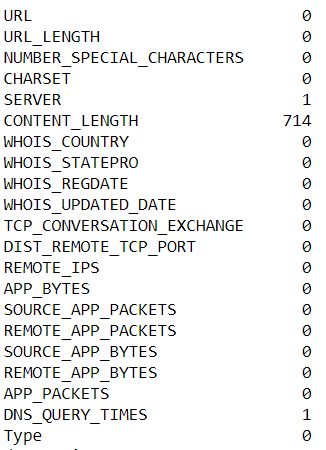 URL 0
URL_LENGTH 0
NUMBER_SPECIAL_CHARACTERS 0
CHARSET 0
SERVER 1
CONTENT_LENGTH 714
WHOIS_COUNTRY 0
WHOIS_STATEPRO 0
WHOIS_REGDATE 0
WHOIS_UPDATED_DATE 0
TCP_CONVERSATION_EXCHANGE 0
DIST_REMOTE_TCP_PORT 0
REMOTE_IPS 0
APP_BYTES 0
SOURCE_APP_PACKETS 0
REMOTE_APP_PACKETS 0
SOURCE_APP_BYTES 0
REMOTE_APP_BYTES 0
APP_PACKETS 0
DNS_QUERY_TIMES 1
Type 0